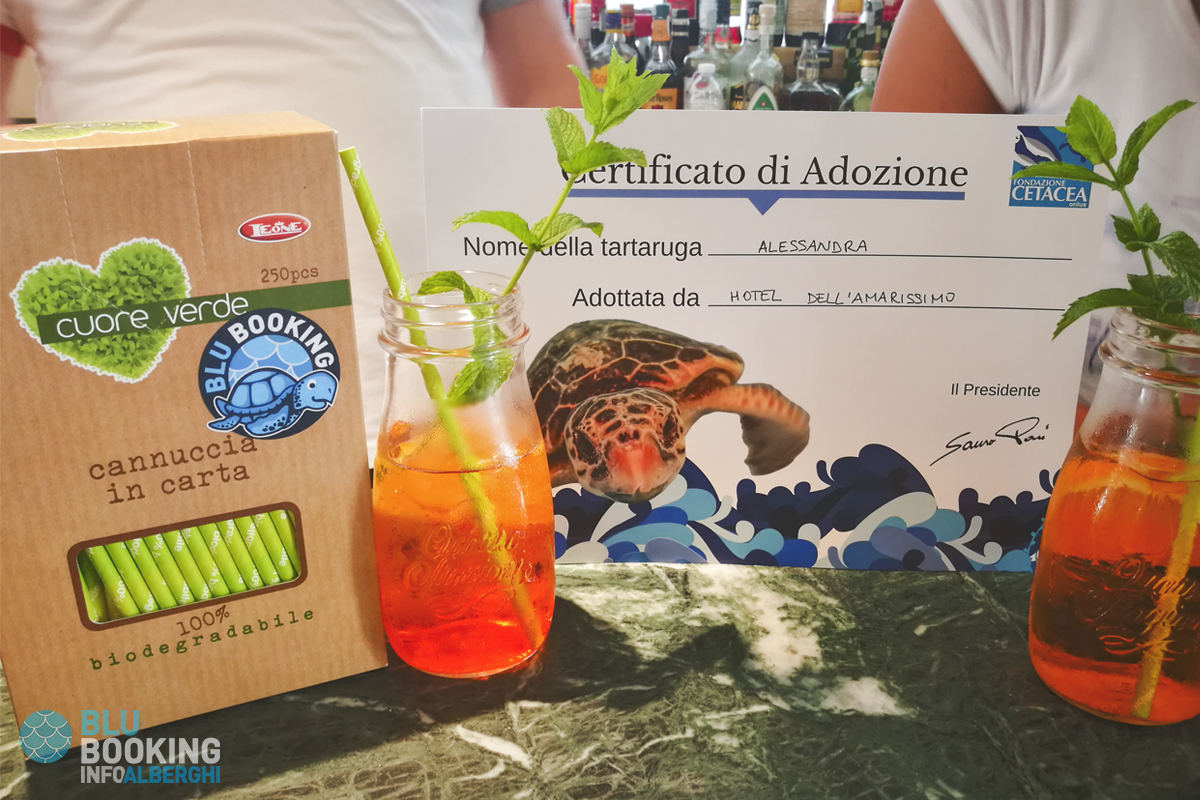 LEONE
250pcs
cuore verde
BLU BOOKING
cannuccia
in carta
100%
biodegradabile
Certificato di Adozione
FONDAZIONE
CETACEA
onlus
Nome della tartaruga ALESSANDRA
Adottata da HOTEL DELL'AMARISSIMO
Il Presidente
BLU
BOOKING
INFOALBERGHI